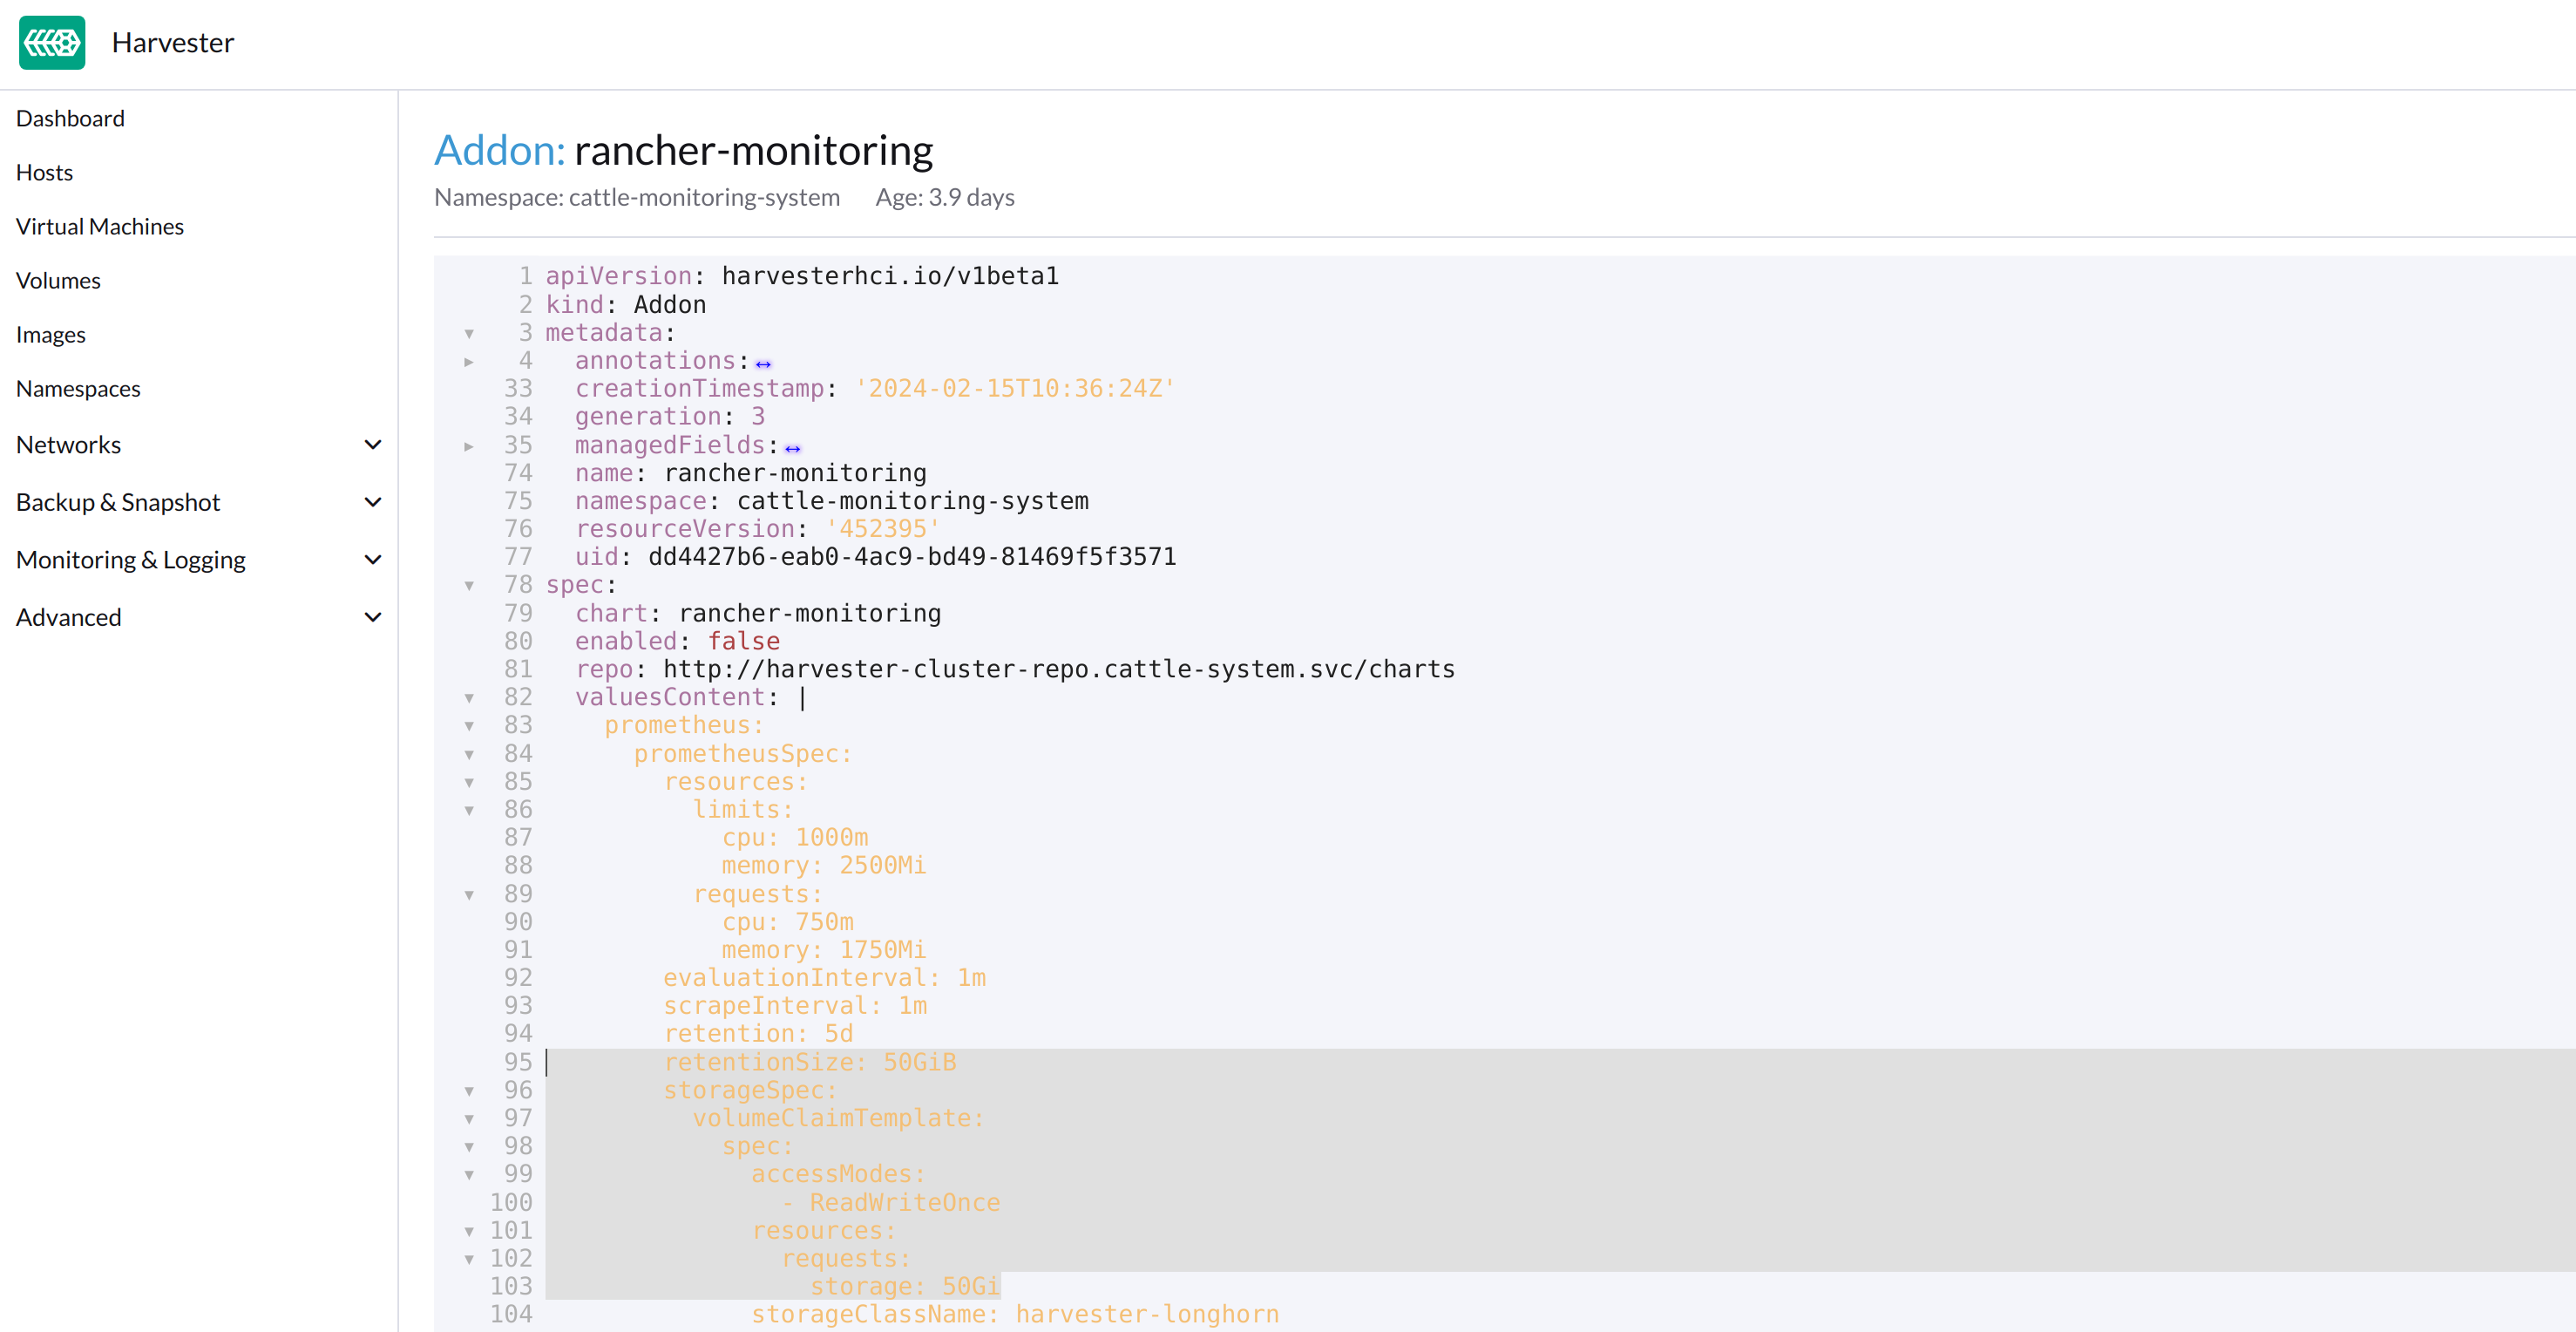 Harvester
Dashboard
Hosts
Virtual Machines
Volumes
Images
Namespaces
Networks
Backup & Snapshot
Monitoring & Logging
Advanced
Addon: rancher-monitoring
Namespace: cattle-monitoring-system Age: 3.9 days
1 apiVersion: harvesterhci.io/v1beta1
2 kind: Addon
3 metadata:
4   annotations:↔
33   creationTimestamp: '2024-02-15T10:36:24Z'
34   generation: 3
35   managedFields:↔
74   name: rancher-monitoring
75   namespace: cattle-monitoring-system
76   resourceVersion: '452395'
77   uid: dd4427b6-eab0-4ac9-bd49-81469f5f3571
78 spec:
79   chart: rancher-monitoring
80   enabled: false
81   repo: http://harvester-cluster-repo.cattle-system.svc/charts
82   valuesContent: |
83     prometheus:
84       prometheusSpec:
85         resources:
86           limits:
87             cpu: 1000m
88             memory: 2500Mi
89           requests:
90             cpu: 750m
91             memory: 1750Mi
92         evaluationInterval: 1m
93         scrapeInterval: 1m
94         retention: 5d
95         retentionSize: 50GiB
96         storageSpec:
97           volumeClaimTemplate:
98             spec:
99               accessModes:
100                 - ReadWriteOnce
101               resources:
102                 requests:
103                   storage: 50Gi
104               storageClassName: harvester-longhorn